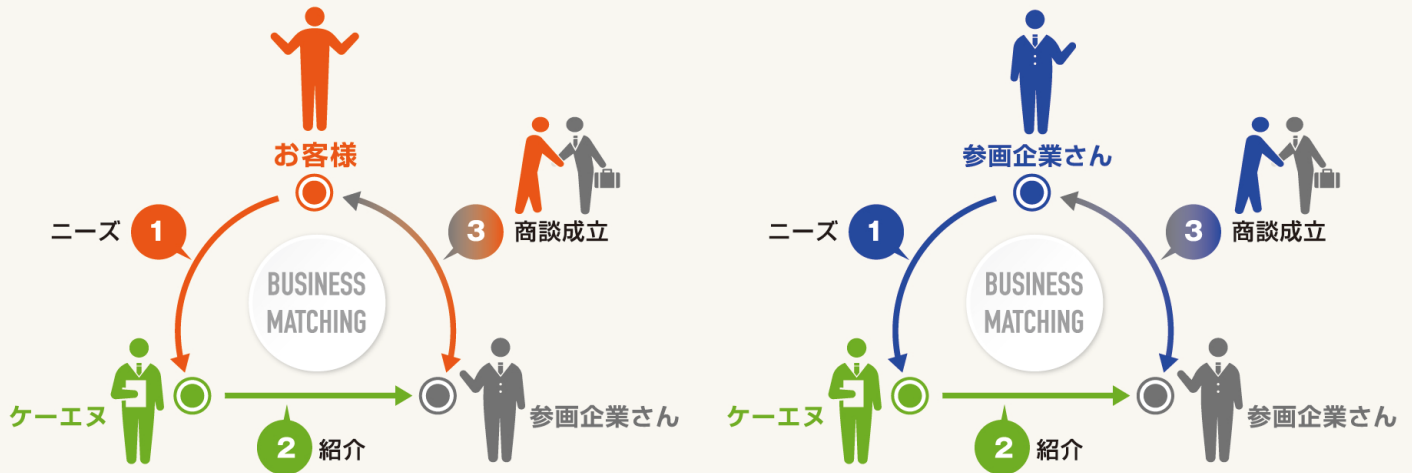 お客様
ニーズ 1
3 商談成立
BUSINESS
MATCHING
ケーエヌ
参画企業さん
2 紹介
参画企業さん
ニーズ 1
3 商談成立
BUSINESS
MATCHING
ケーエヌ
参画企業さん
2 紹介